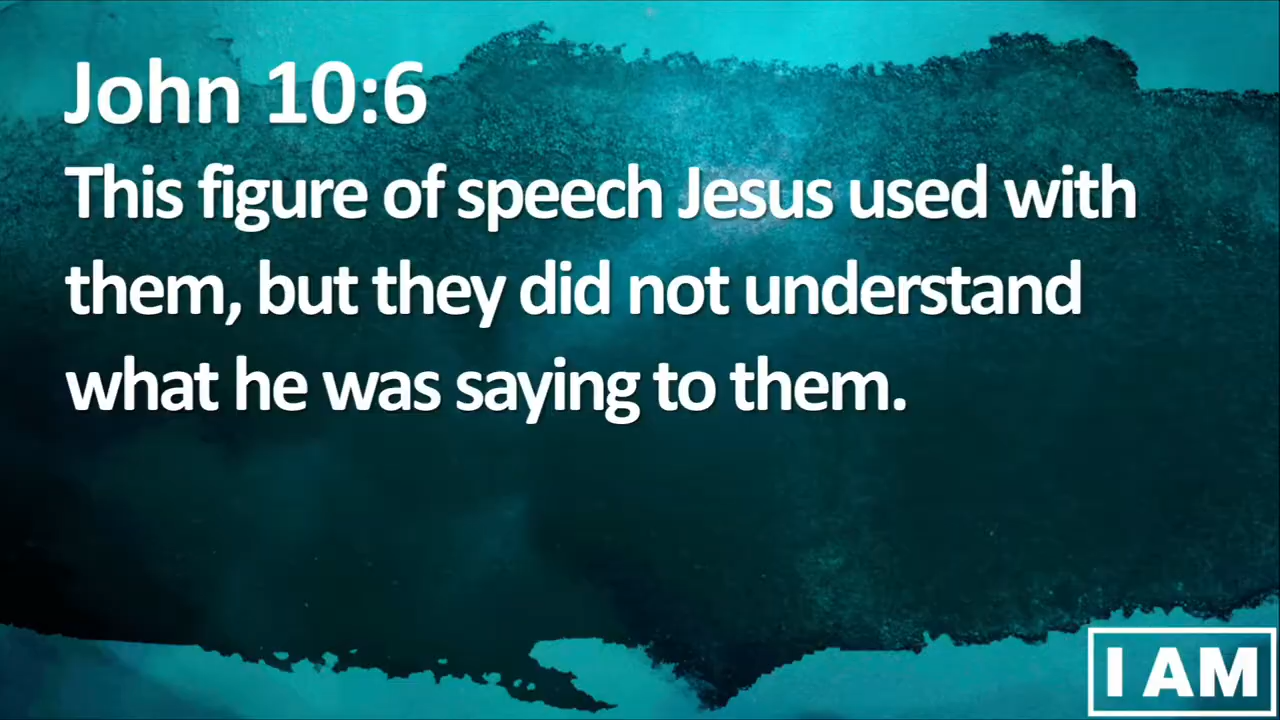 John 10:6
This figure of speech Jesus used with
them, but they did not understand
what he was saying to them.
I AM